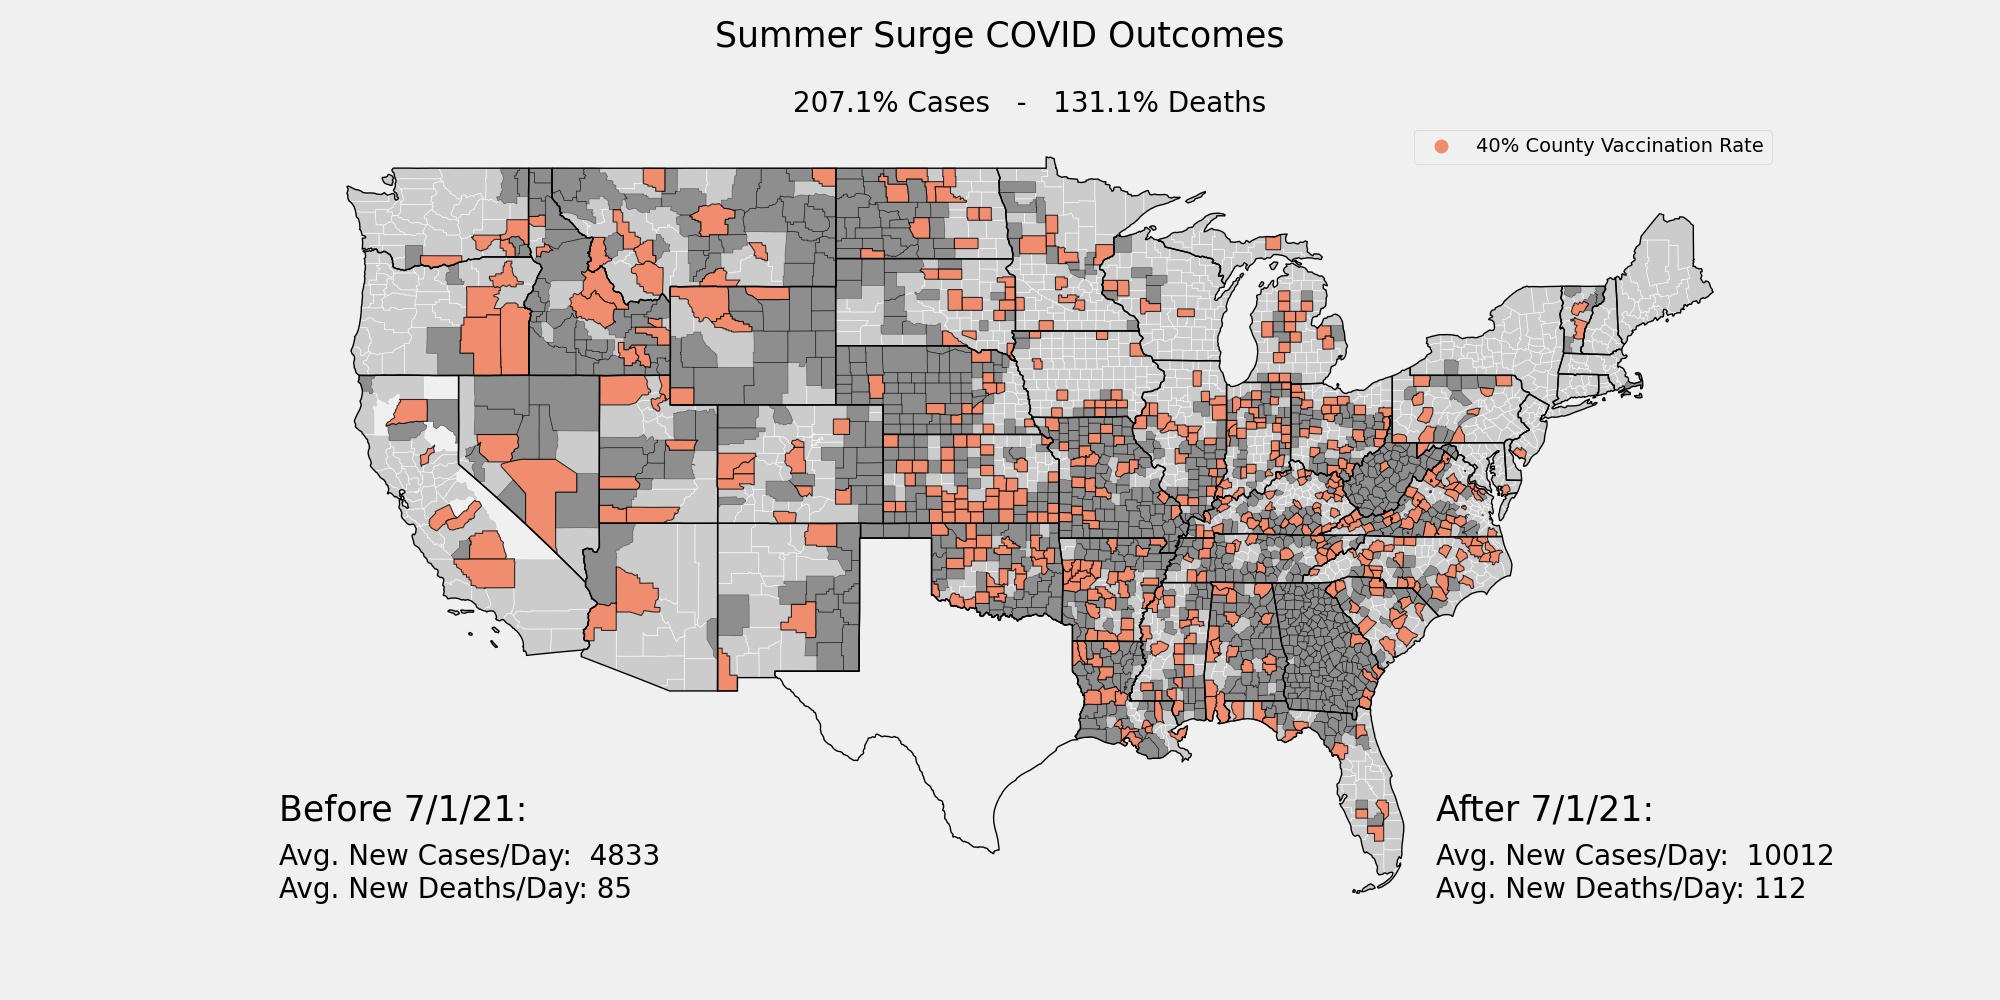 Summer Surge COVID Outcomes
207.1% Cases - 131.1% Deaths
40% County Vaccination Rate
Before 7/1/21:
Avg. New Cases/Day: 4833
Avg. New Deaths/Day: 85
After 7/1/21:
Avg. New Cases/Day: 10012
Avg. New Deaths/Day: 112